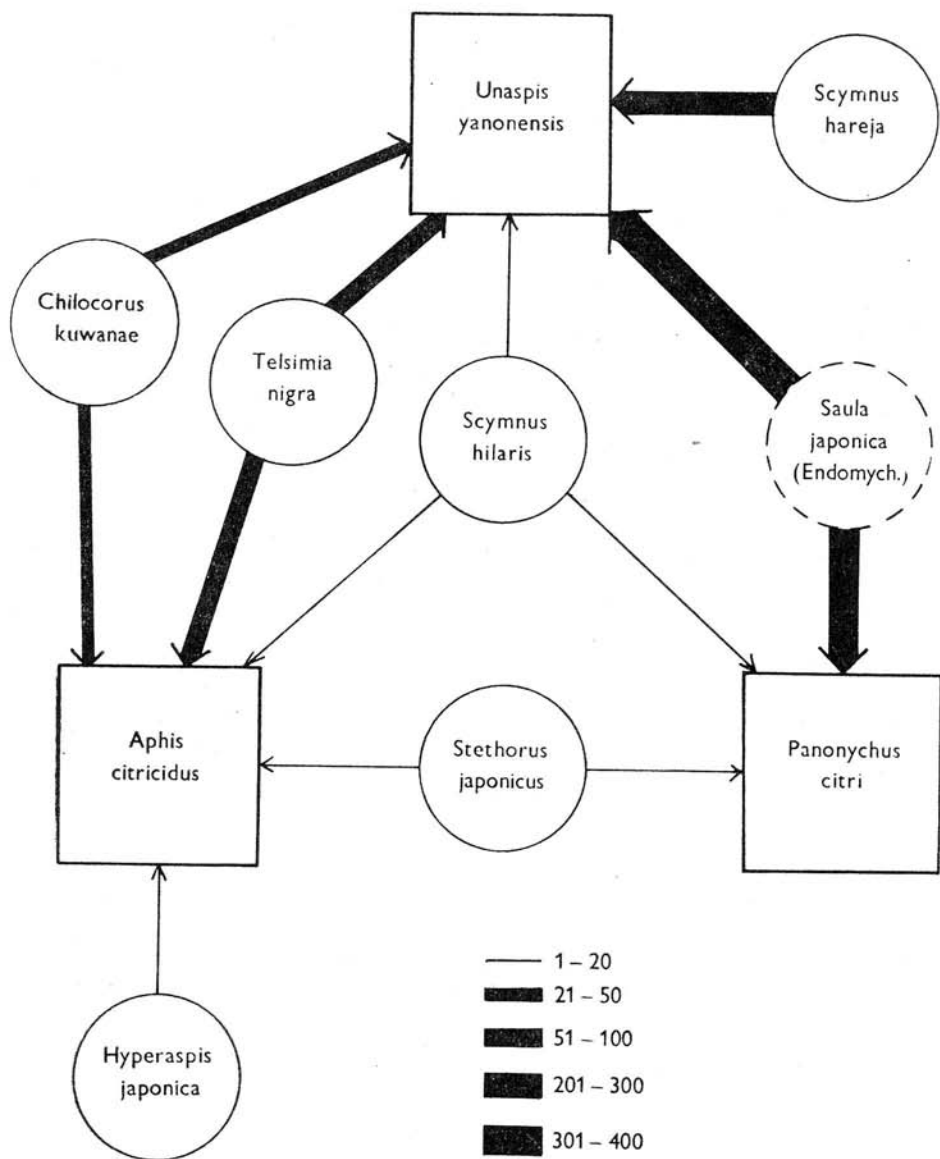 Unaspis
yanonensis
Scymnus
hareja
Chilocorus
kuwanae
Telsimia
nigra
Scymnus
hilaris
Saula
japonica
(Endomych.)
Aphis
citricidus
Stethorus
japonicus
Panonychus
citri
Hyperaspis
japonica
1 – 20
21 – 50
51 – 100
201 – 300
301 – 400